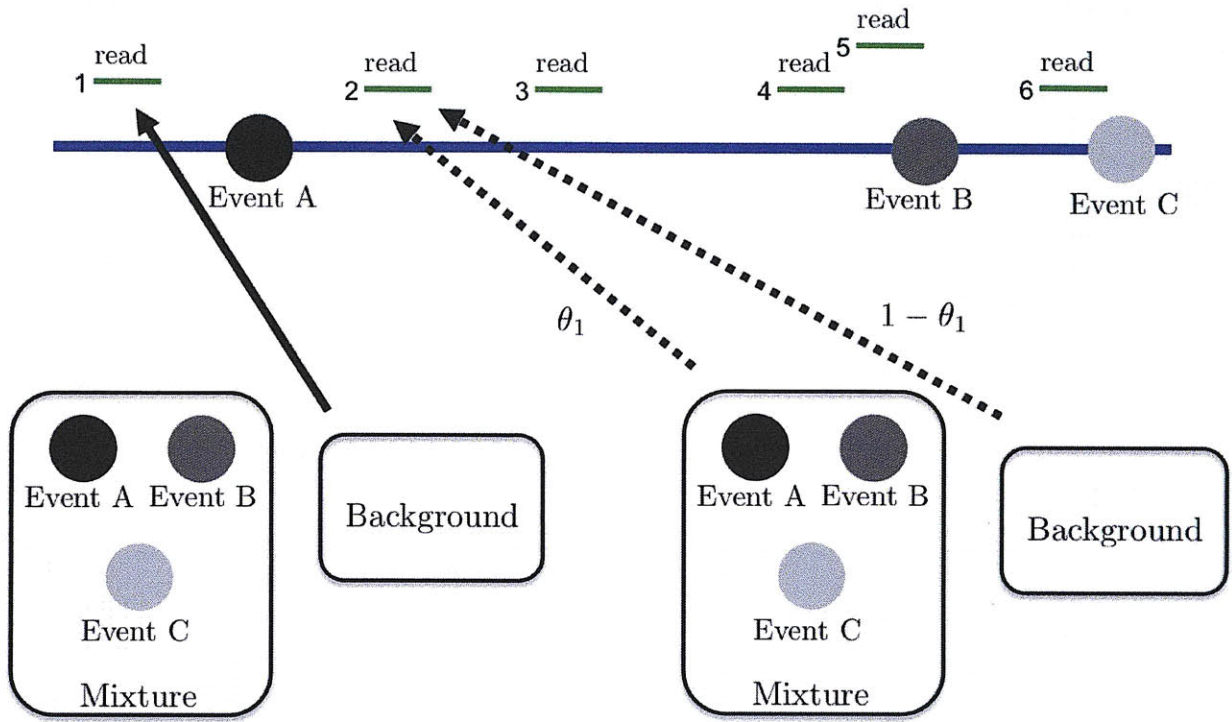 read
1
read
2
read
3
read
4
read
5
read
6
Event A
Event B
Event C
θ₁
1 − θ₁
Event A
Event B
Event C
Mixture
Background
Event A
Event B
Event C
Mixture
Background